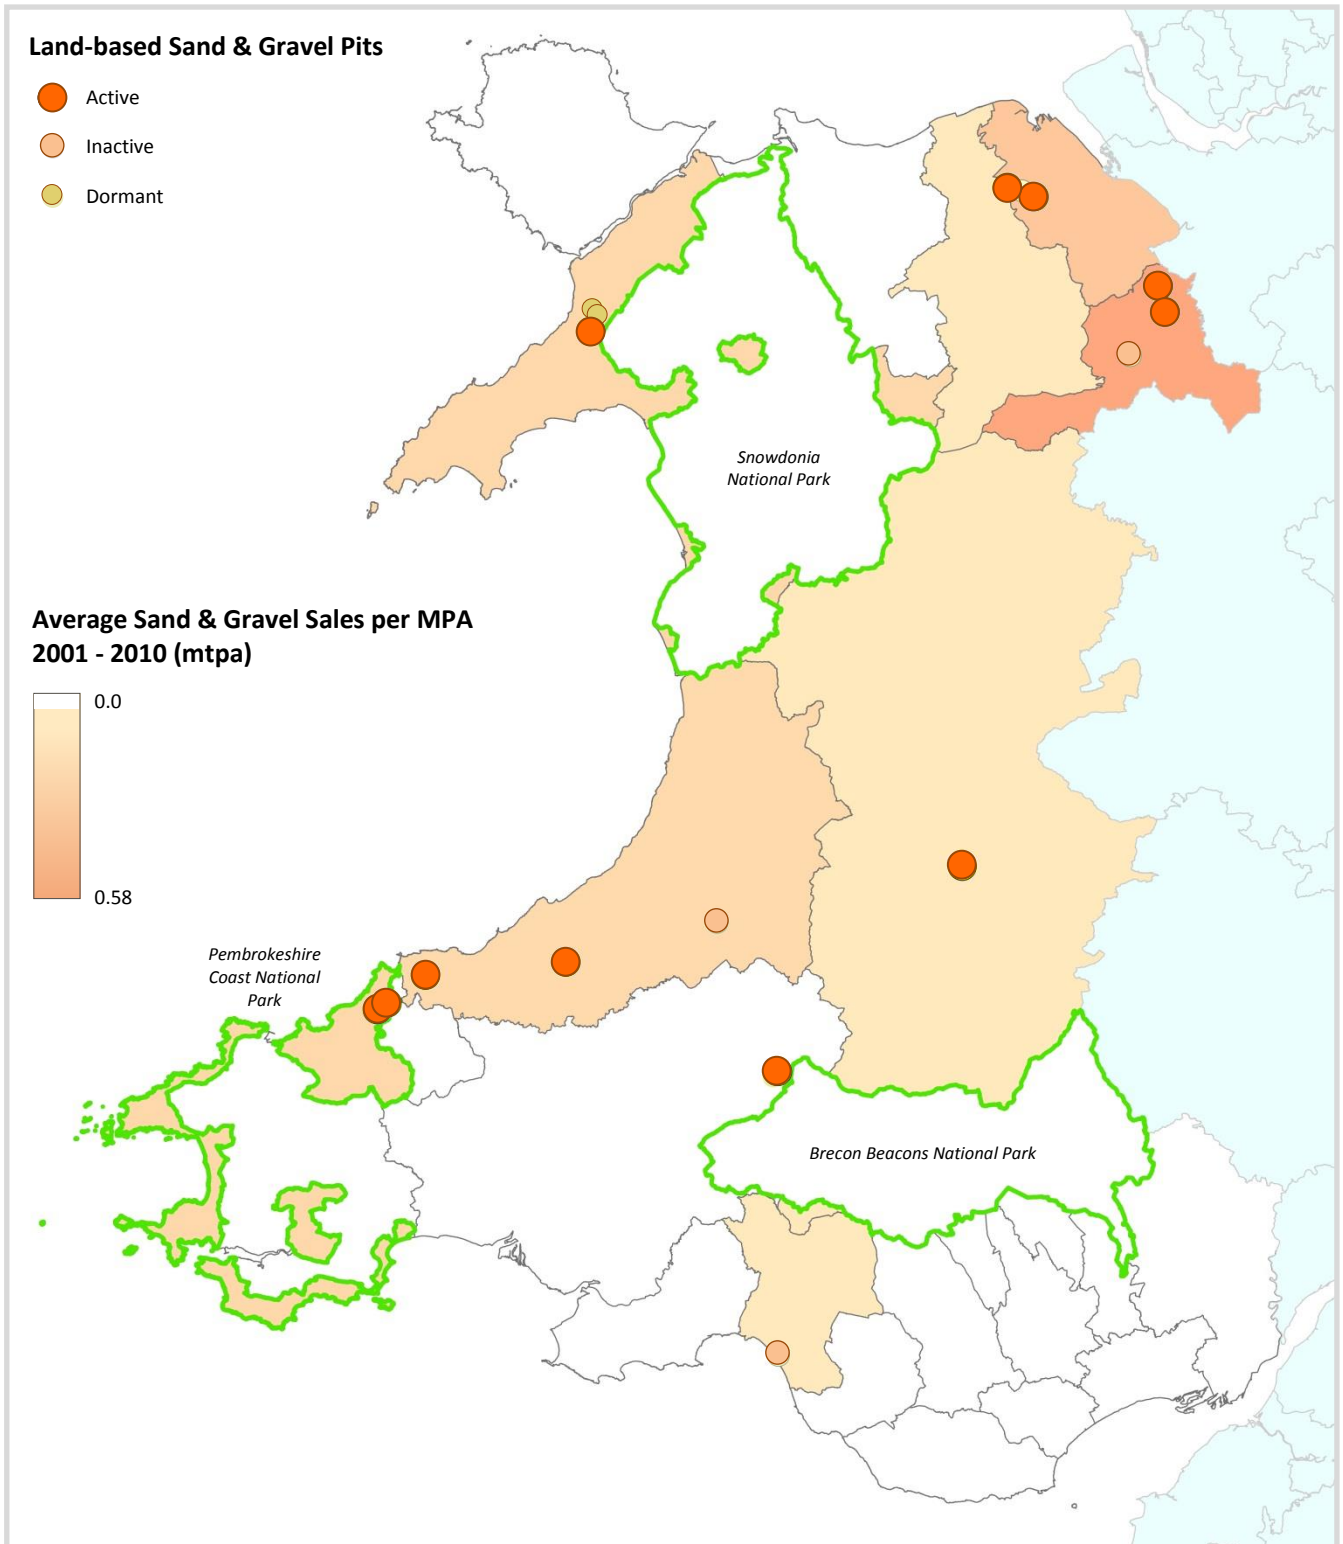 Land-based Sand & Gravel Pits
Active
Inactive
Dormant
Snowdonia
National Park
Average Sand & Gravel Sales per MPA
2001 - 2010 (mtpa)
0.0
0.58
Pembrokeshire
Coast National
Park
Brecon Beacons National Park